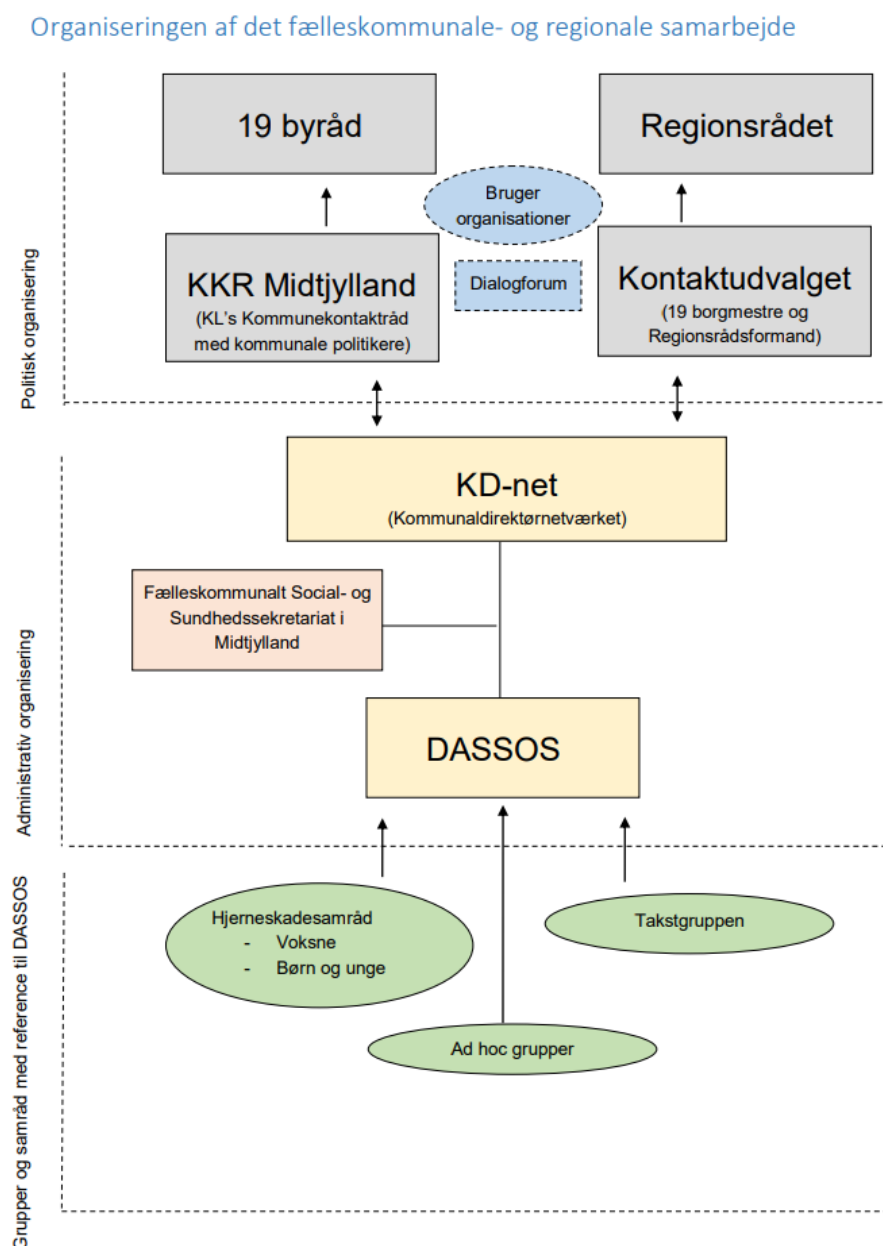 Organiseringen af det fælleskommunale- og regionale samarbejde
19 byråd
Regionsrådet
Bruger
organisationer
KKR Midtjylland
(KL's Kommunekontaktråd
med kommunale politikere)
Dialogforum
Kontaktudvalget
(19 borgmestre og
Regionsrådsformand)
Politisk organisering
KD-net
(Kommunaldirektørnetværket)
Fælleskommunalt Social- og
Sundhedssekretariat i
Midtjylland
DASSOS
Administrativ organisering
Hjerneskadesamråd
- Voksne
- Børn og unge
Takstgruppen
Ad hoc grupper
Grupper og samråd med reference til DASSOS